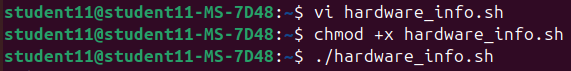 student11@student11-MS-7D48:~$ vi hardware_info.sh
student11@student11-MS-7D48:~$ chmod +x hardware_info.sh
student11@student11-MS-7D48:~$ ./hardware_info.sh